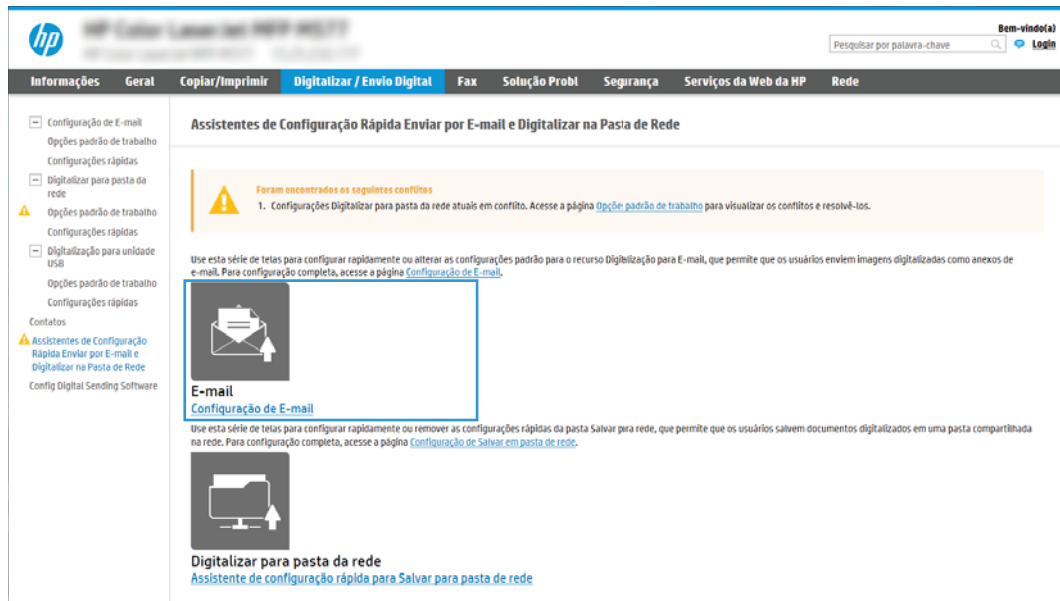 hp
Bem-vindo(a)
Pesquisar por palavra-chave
Login
Informações Geral Copiar/Imprimir Digitalizar / Envio Digital Fax Solução Probl Segurança Serviços da Web da HP Rede
Configuração de E-mail
Opções padrão de trabalho
Configurações rápidas
Digitalizar para pasta da
rede
Opções padrão de trabalho
Configurações rápidas
Digitalização para unidade
USB
Opções padrão de trabalho
Configurações rápidas
Contatos
Assistentes de Configuração
Rápida Enviar por E-mail e
Digitalizar na Pasta de Rede
Config Digital Sending Software
Assistentes de Configuração Rápida Enviar por E-mail e Digitalizar na Pasta de Rede
Foram encontrados os seguintes conflitos
1. Configurações Digitalizar para pasta da rede atuais em conflito. Acesse a página Opçõe: padrão de trabalho para visualizar os conflitos e resolvê-los.
Use esta série de telas para configurar rapidamente ou alterar as configurações padrão para o recurso Digitalização para E-mail, que permite que os usuários enviem imagens digitalizadas como anexos de
e-mail. Para configuração completa, acesse a página Configuração de E-mail.
E-mail
Configuração de E-mail
Use esta série de telas para configurar rapidamente ou remover as configurações rápidas da pasta Salvar pra rede, que permite que os usuários salvem documentos digitalizados em uma pasta compartilhada
na rede. Para configuração completa, acesse a página Configuração de Salvar em pasta de rede.
Digitalizar para pasta da rede
Assistente de configuração rápida para Salvar para pasta de rede